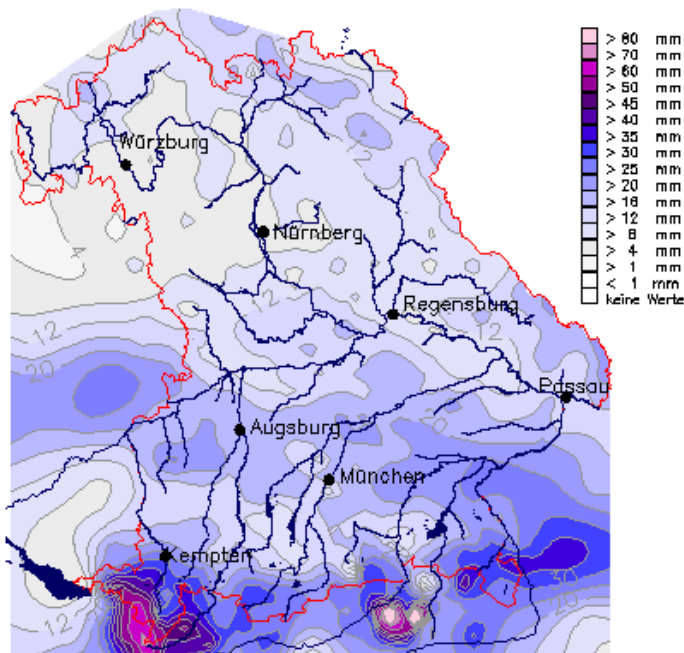 > 80 mm
> 70 mm
> 60 mm
> 50 mm
> 45 mm
> 40 mm
> 35 mm
> 30 mm
> 25 mm
> 20 mm
> 16 mm
> 12 mm
> 8 mm
> 4 mm
> 1 mm
< 1 mm
keine Werte
Würzburg
Nürnberg
Regensburg
12
20
Passau
Augsburg
München
Kempten
30
20
12